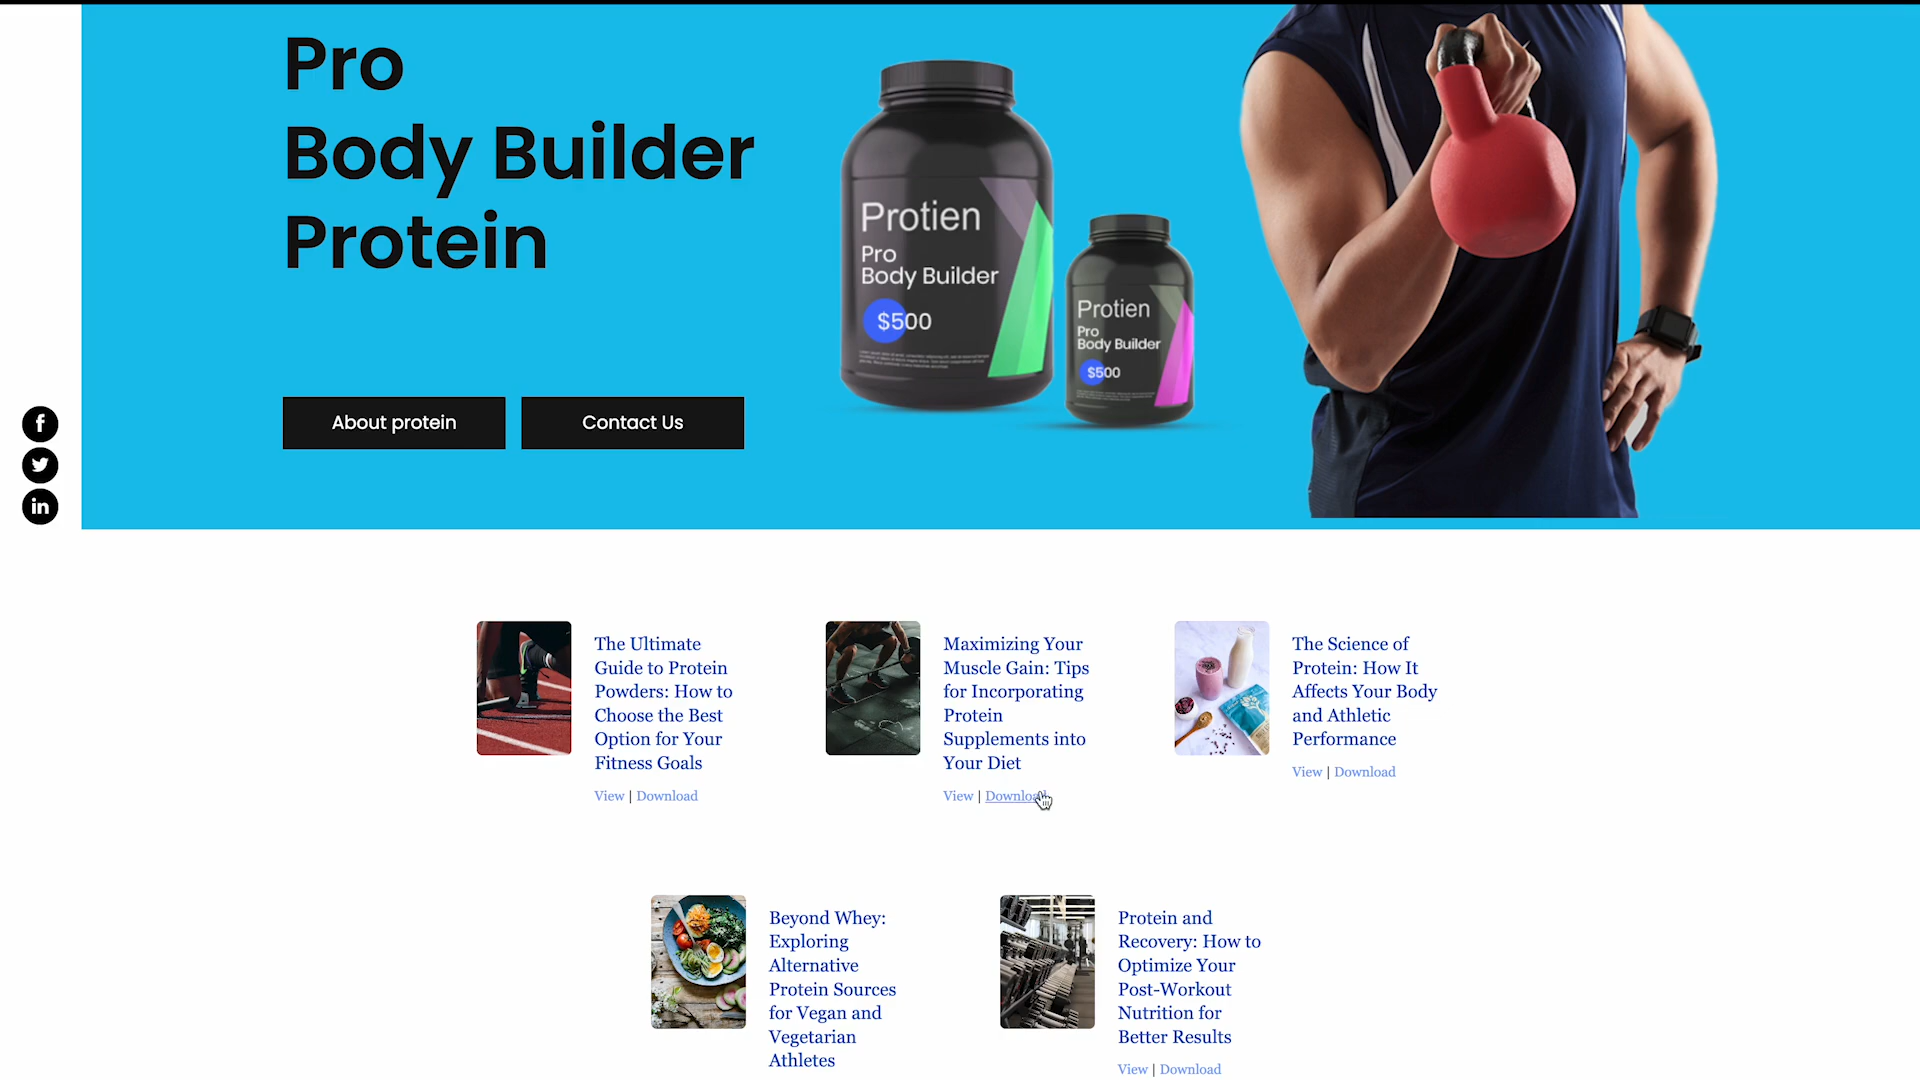 Pro
Body Builder
Protein
Protien
Pro
Body Builder
$500
Protien
Pro
Body Builder
$500
About protein
Contact Us
The Ultimate
Guide to Protein
Powders: How to
Choose the Best
Option for Your
Fitness Goals
View | Download
Maximizing Your
Muscle Gain: Tips
for Incorporating
Protein
Supplements into
Your Diet
View | Download
The Science of
Protein: How It
Affects Your Body
and Athletic
Performance
View | Download
Beyond Whey:
Exploring
Alternative
Protein Sources
for Vegan and
Vegetarian
Athletes
Protein and
Recovery: How to
Optimize Your
Post-Workout
Nutrition for
Better Results
View | Download